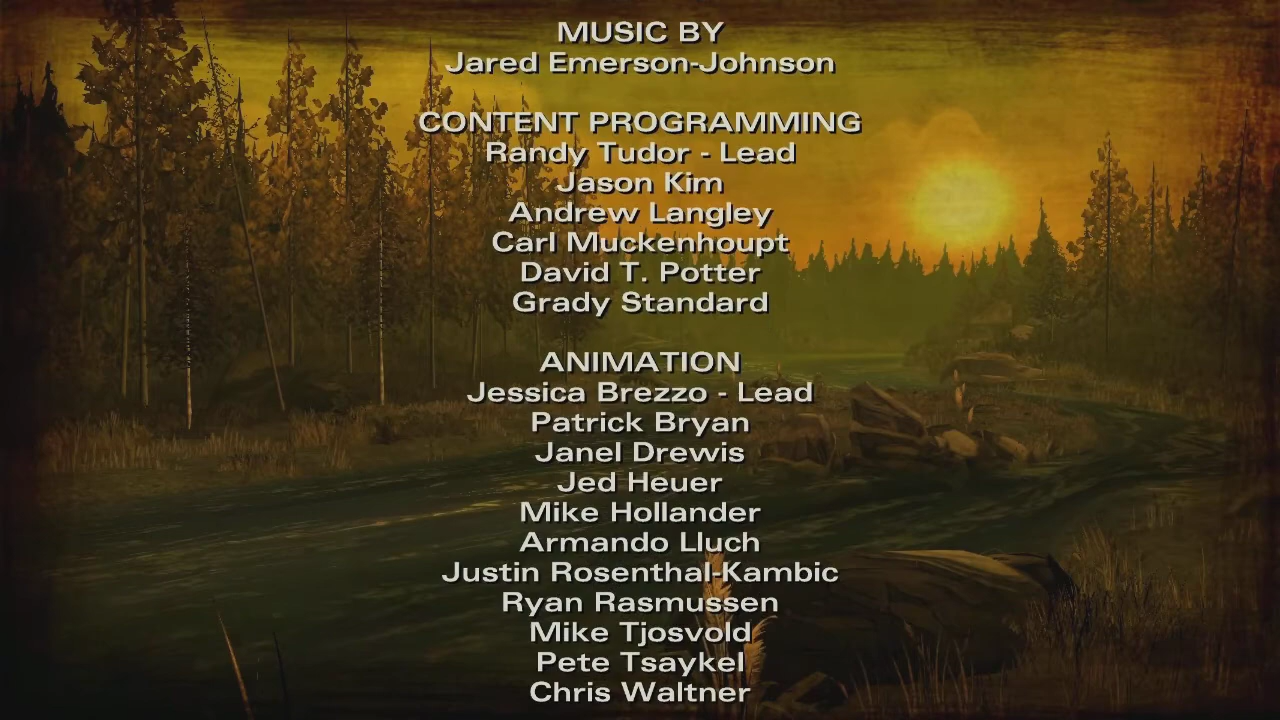 MUSIC BY
Jared Emerson-Johnson
CONTENT PROGRAMMING
Randy Tudor - Lead
Jason Kim
Andrew Langley
Carl Muckenhoupt
David T. Potter
Grady Standard
ANIMATION
Jessica Brezzo - Lead
Patrick Bryan
Janel Drewis
Jed Heuer
Mike Hollander
Armando Lluch
Justin Rosenthal-Kambic
Ryan Rasmussen
Mike Tjosvold
Pete Tsaykel
Chris Waltner